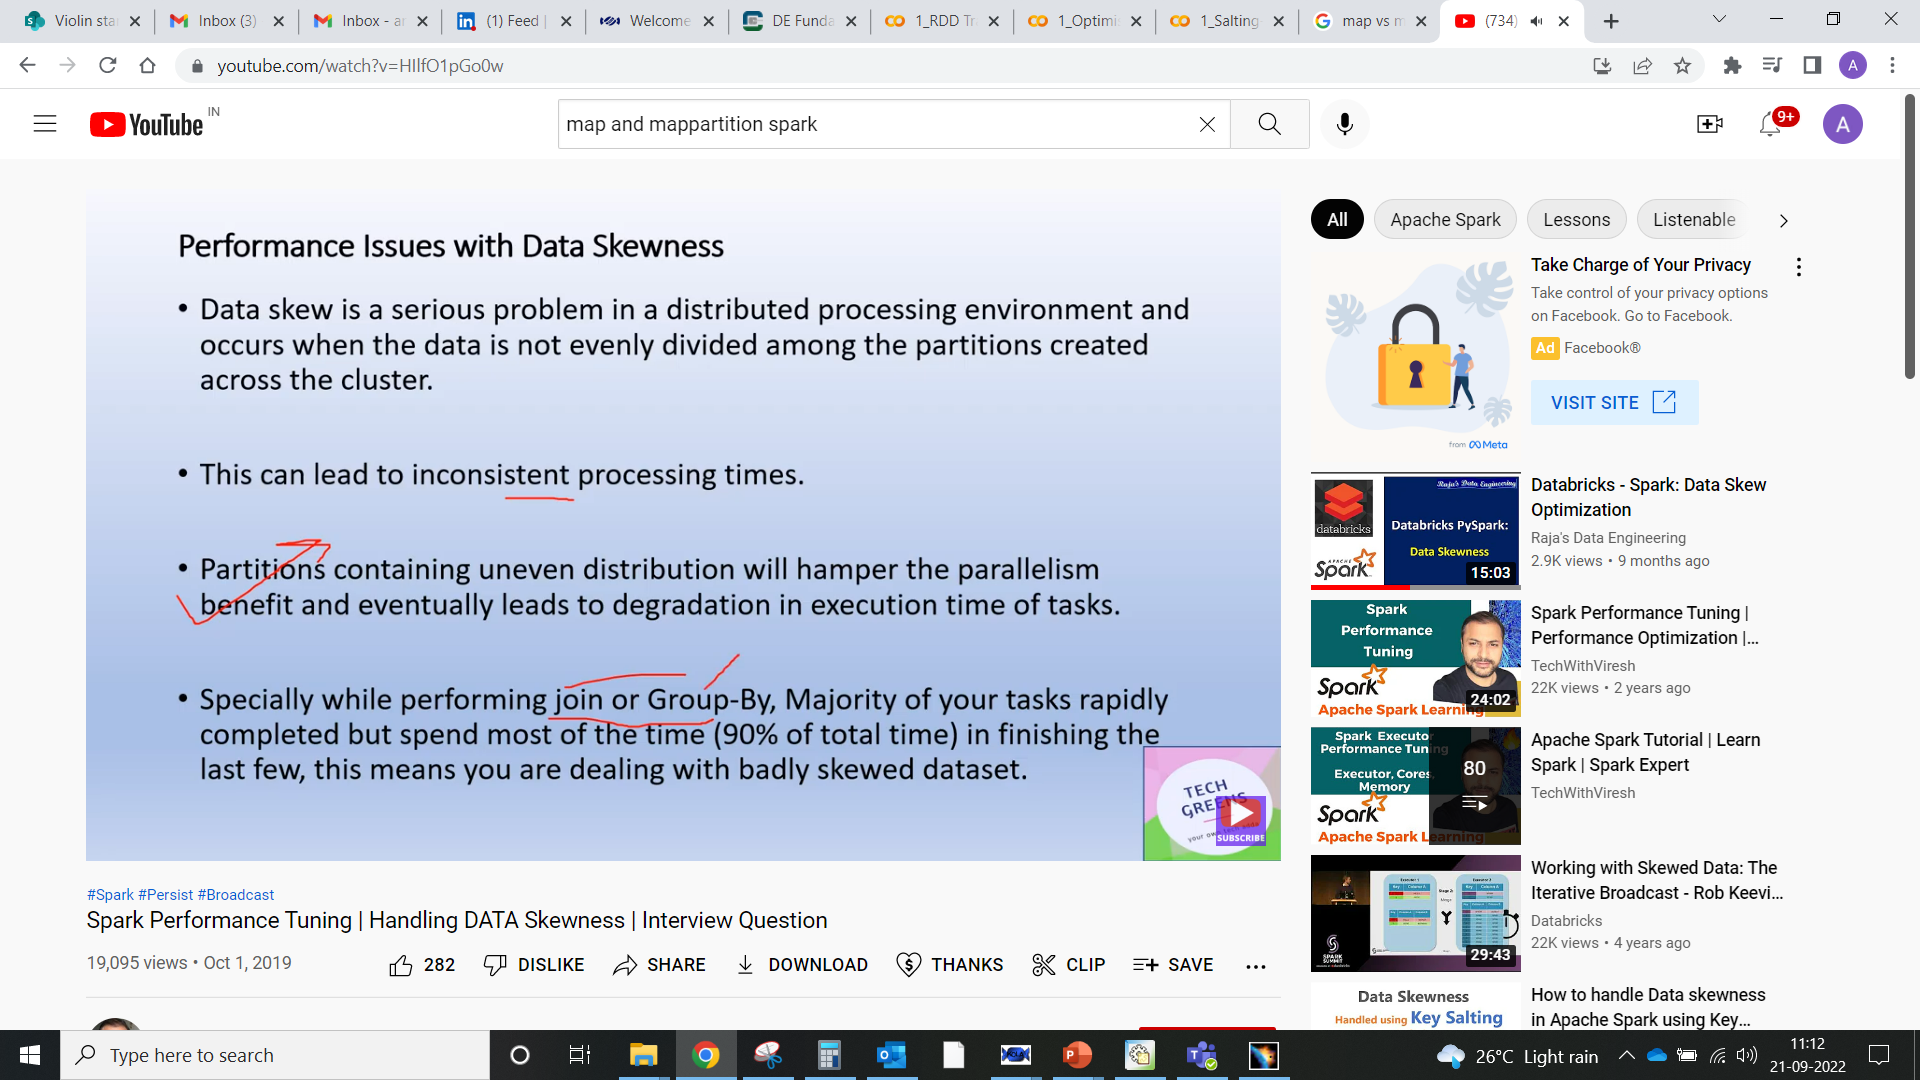 Violin sta
Inbox (3)
Inbox - ar
(1) Feed |
Welcome
DE Funda
1_RDD Tr
1_Optimi
1_Salting
map vs m
(734)
youtube.com/watch?v=HIlfO1pGo0w
A
YouTube IN
map and mappartition spark
9+
A
Performance Issues with Data Skewness
• Data skew is a serious problem in a distributed processing environment and
occurs when the data is not evenly divided among the partitions created
across the cluster.
• This can lead to inconsistent processing times.
• Partitions containing uneven distribution will hamper the parallelism
benefit and eventually leads to degradation in execution time of tasks.
• Specially while performing join or Group-By, Majority of your tasks rapidly
completed but spend most of the time (90% of total time) in finishing the
last few, this means you are dealing with badly skewed dataset.
TECH
GREENS
SUBSCRIBE
#Spark #Persist #Broadcast
Spark Performance Tuning | Handling DATA Skewness | Interview Question
19,095 views • Oct 1, 2019
282
DISLIKE
SHARE
DOWNLOAD
THANKS
CLIP
SAVE
All
Apache Spark
Lessons
Listenable
Take Charge of Your Privacy
Take control of your privacy options
on Facebook. Go to Facebook.
Ad Facebook®
VISIT SITE
from Meta
Raja's Data Engineering
databricks
Databricks PySpark:
Data Skewness
APACHE
Spark
15:03
Databricks - Spark: Data Skew
Optimization
Raja's Data Engineering
2.9K views • 9 months ago
Spark
Performance
Tuning
Spark
24:02
Apache Spark Learning
Spark Performance Tuning |
Performance Optimization |...
TechWithViresh
22K views • 2 years ago
Spark Executor
Performance Tuning
Executor, Cores,
Memory
80
Spark
Apache Spark Learning
Apache Spark Tutorial | Learn
Spark | Spark Expert
TechWithViresh
SPARK SUMMIT
29:43
Working with Skewed Data: The
Iterative Broadcast - Rob Keevi...
Databricks
22K views • 4 years ago
Data Skewness
Handled using Key Salting
How to handle Data skewness
in Apache Spark using Key...
Type here to search
26°C Light rain
11:12
21-09-2022